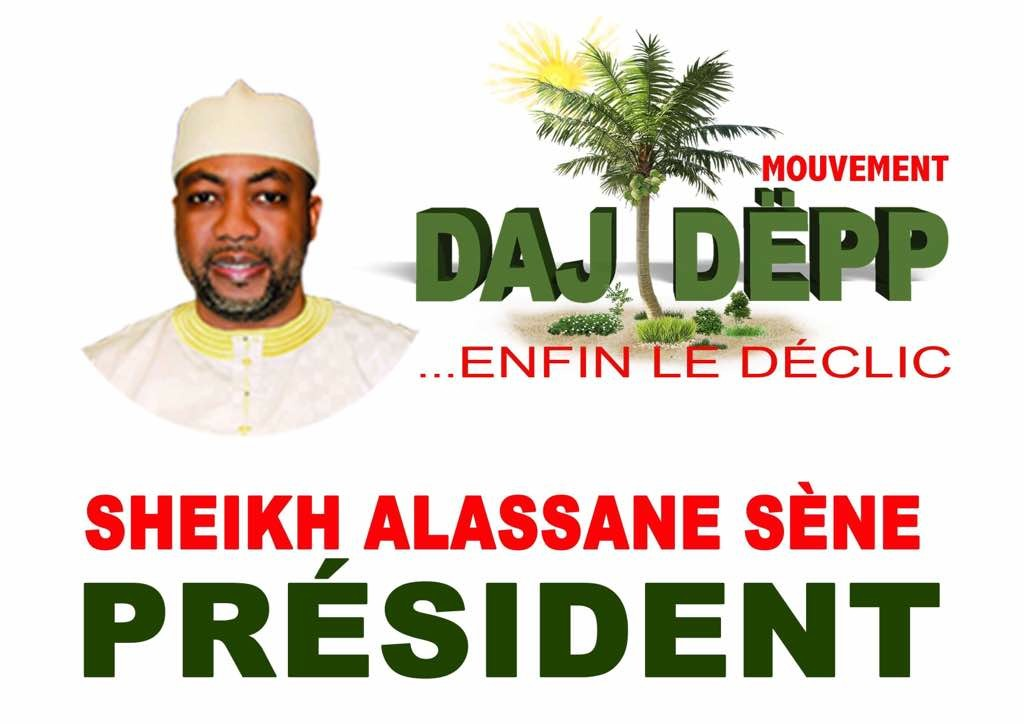 MOUVEMENT
DAJ DËPP
...ENFIN LE DÉCLIC
SHEIKH ALASSANE SÈNE
PRÉSIDENT